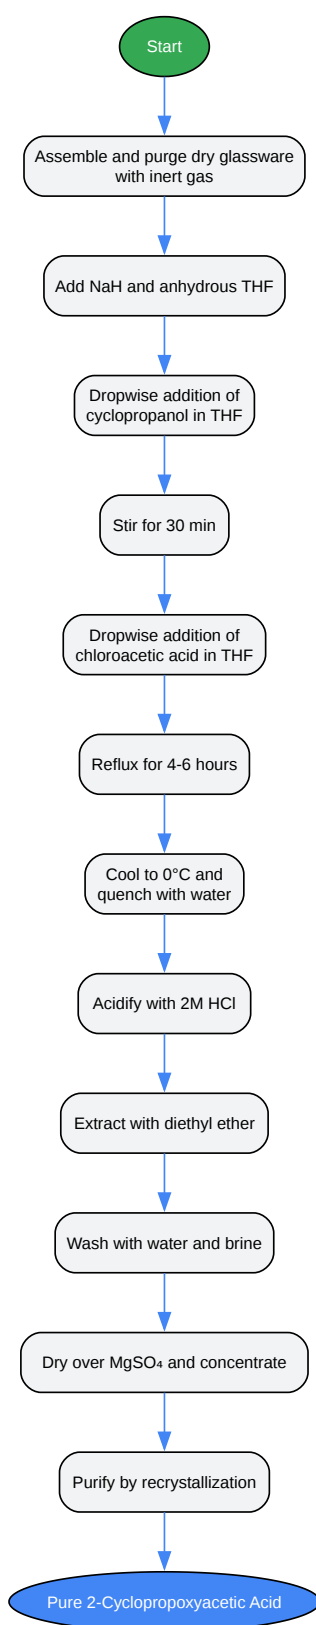 Start
Assemble and purge dry glassware
with inert gas
Add NaH and anhydrous THF
Dropwise addition of
cyclopropanol in THF
Stir for 30 min
Dropwise addition of
chloroacetic acid in THF
Reflux for 4-6 hours
Cool to 0°C and
quench with water
Acidify with 2M HCl
Extract with diethyl ether
Wash with water and brine
Dry over MgSO₄ and concentrate
Purify by recrystallization
Pure 2-Cyclopropoxyacetic Acid